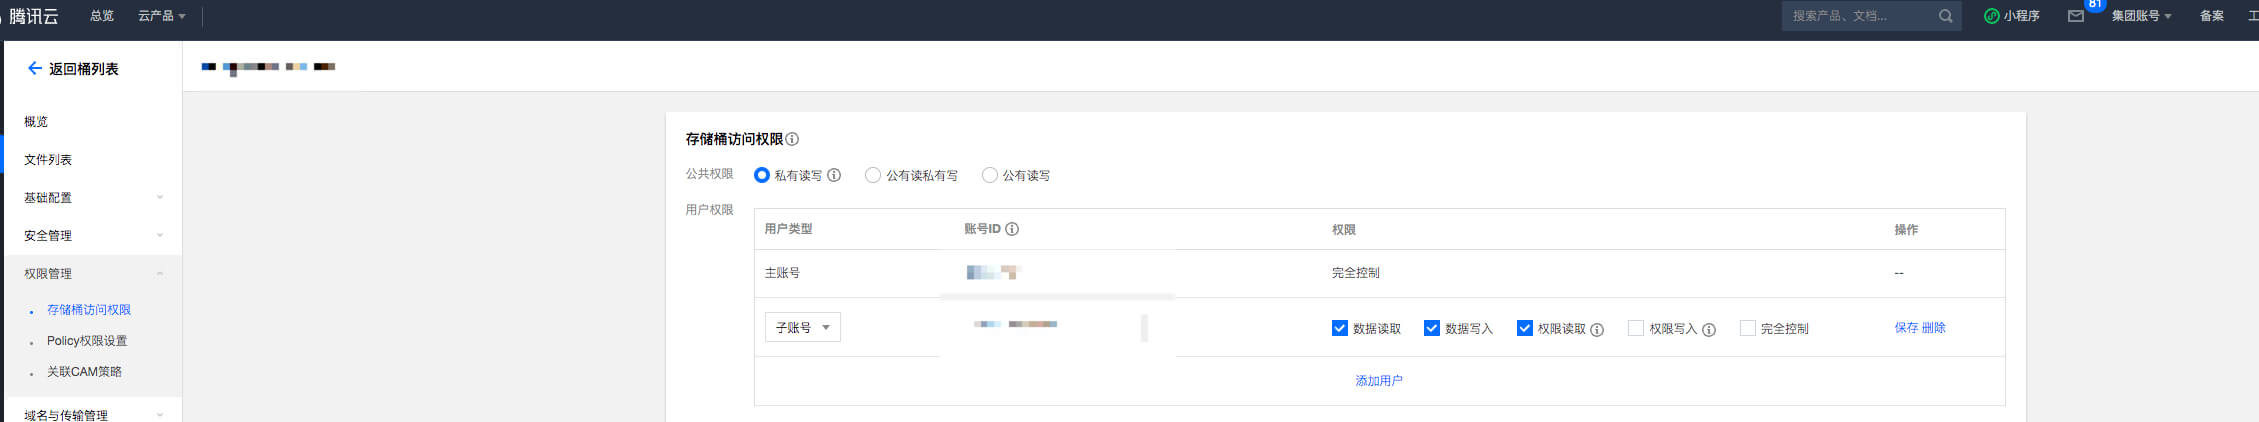 腾讯云 总览 云产品 搜索产品、文档... 小程序 81 集团账号 备案
返回桶列表
概览
文件列表
基础配置
安全管理
权限管理
存储桶访问权限
Policy权限设置
关联CAM策略
域名与传输管理
存储桶访问权限
公共权限 私有读写 公有读私有写 公有读写
用户权限
用户类型 账号ID 权限 操作
主账号 完全控制 --
子账号 数据读取 数据写入 权限读取 权限写入 完全控制 保存 删除
添加用户